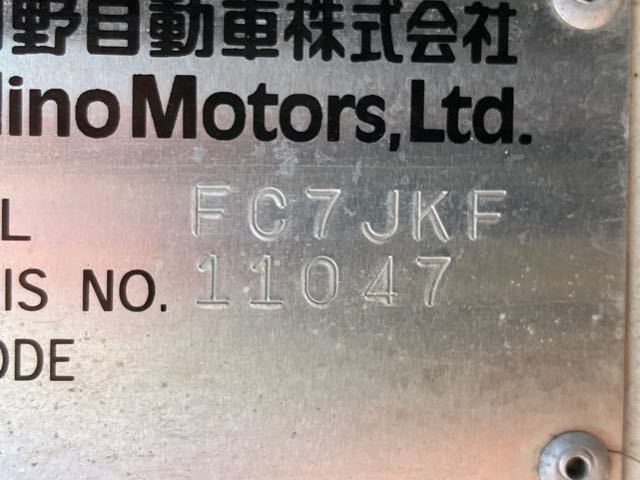 野自動車株式会社
ino Motors, Ltd.
L FC7JKF
IS NO. 11047
ODE